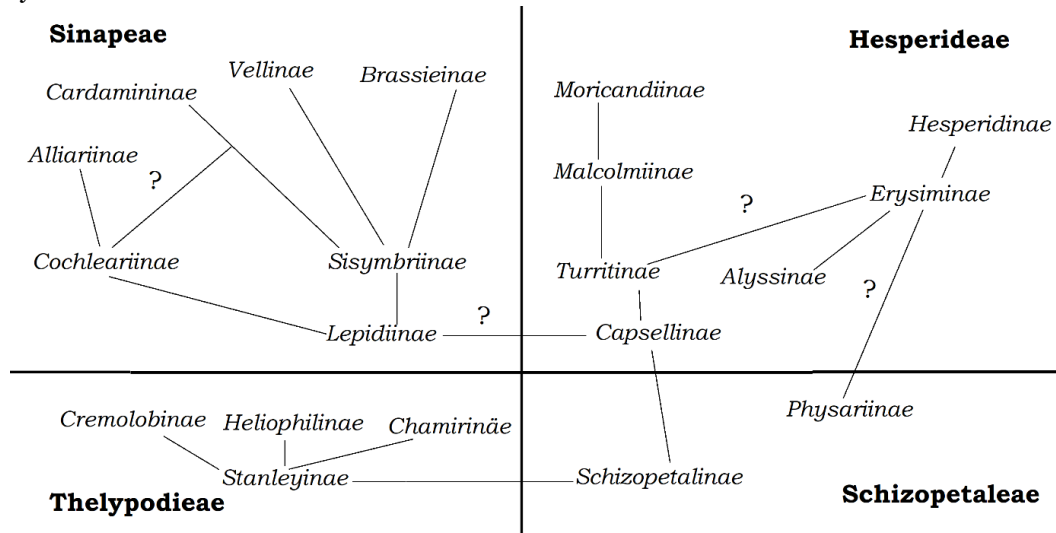 Sinapeae
Hesperideae
Vellinae
Brassieinae
Cardamininae
Moricandiinae
Hesperidinae
Alliariinae
?
Malcolmiinae
Erysiminae
?
Cochleariinae
Sisymbriinae
Turritinae
Alyssinae
?
Lepidiinae
?
Capsellinae
Physariinae
Cremolobinae
Heliophilinae
Chamirinäe
Stanleyinae
Schizopetalinae
Thelypodieae
Schizopetaleae